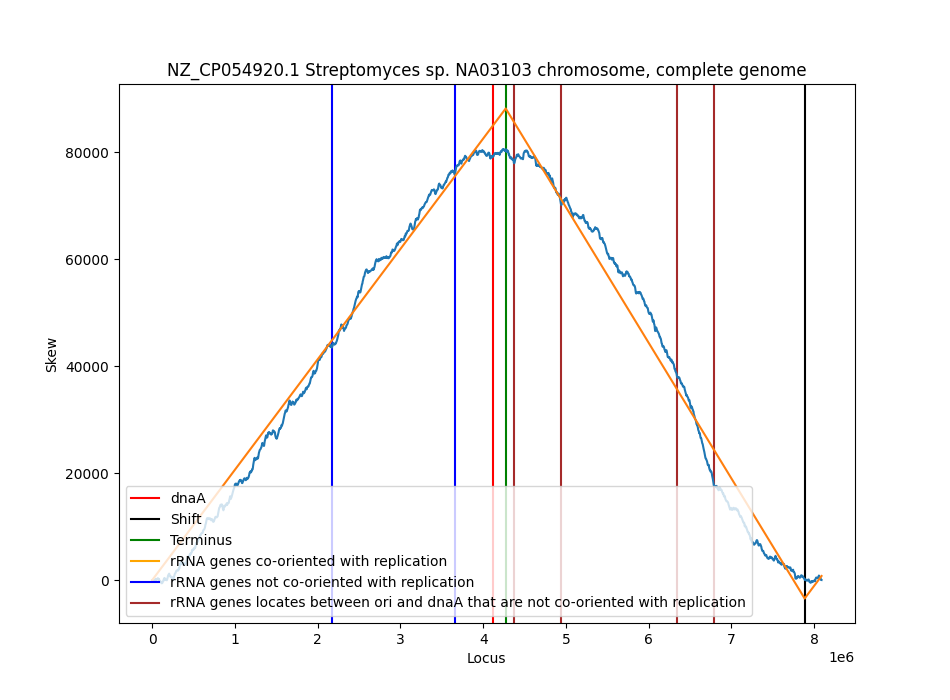 NZ_CP054920.1 Streptomyces sp. NA03103 chromosome, complete genome
80000
60000
40000
20000
0
Skew
dnaA
Shift
Terminus
rRNA genes co-oriented with replication
rRNA genes not co-oriented with replication
rRNA genes locates between ori and dnaA that are not co-oriented with replication
0 1 2 3 4 5 6 7 8
1e6
Locus